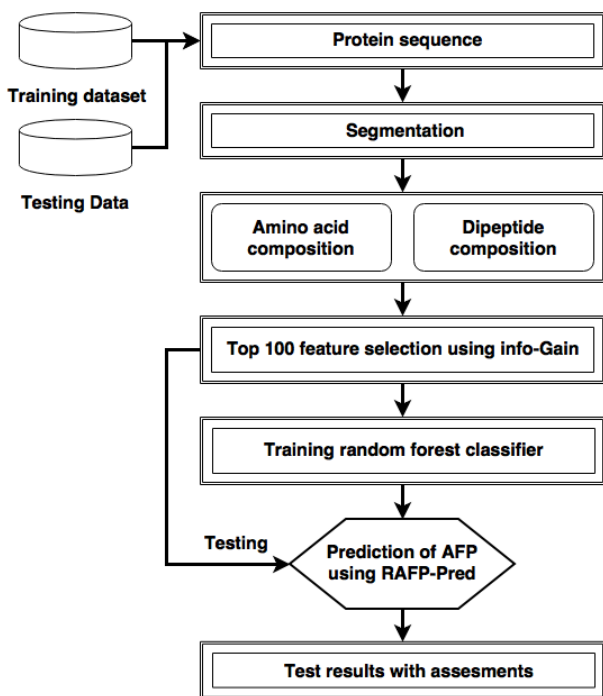 Protein sequence
Training dataset
Segmentation
Testing Data
Amino acid
composition
Dipeptide
composition
Top 100 feature selection using info-Gain
Training random forest classifier
Testing
Prediction of AFP
using RAFP-Pred
Test results with assesments